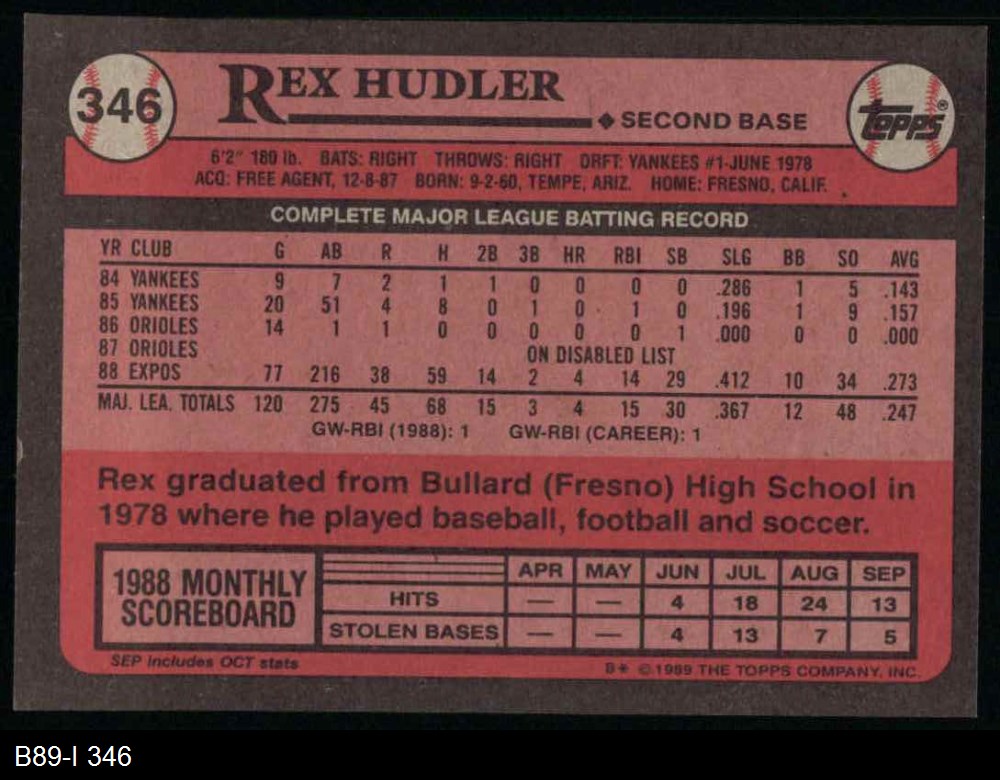 346
REX HUDLER
◆ SECOND BASE
TOPPS®
6'2" 180 lb. BATS: RIGHT THROWS: RIGHT DRFT: YANKEES #1-JUNE 1978
ACQ: FREE AGENT, 12-8-87 BORN: 9-2-60, TEMPE, ARIZ. HOME: FRESNO, CALIF.
COMPLETE MAJOR LEAGUE BATTING RECORD
YR CLUB G AB R H 2B 3B HR RBI SB SLG BB SO AVG
84 YANKEES 9 7 2 1 1 0 0 0 0 .286 1 5 .143
85 YANKEES 20 51 4 8 0 1 0 1 0 .196 1 9 .157
86 ORIOLES 14 1 1 0 0 0 0 0 1 .000 0 0 .000
87 ORIOLES ON DISABLED LIST
88 EXPOS 77 216 38 59 14 2 4 14 29 .412 10 34 .273
MAJ. LEA. TOTALS 120 275 45 68 15 3 4 15 30 .367 12 48 .247
GW-RBI (1988): 1 GW-RBI (CAREER): 1
Rex graduated from Bullard (Fresno) High School in
1978 where he played baseball, football and soccer.
1988 MONTHLY
SCOREBOARD
APR MAY JUN JUL AUG SEP
HITS — — 4 18 24 13
STOLEN BASES — — 4 13 7 5
SEP includes OCT stats
B* © 1989 THE TOPPS COMPANY, INC.
B89-I 346